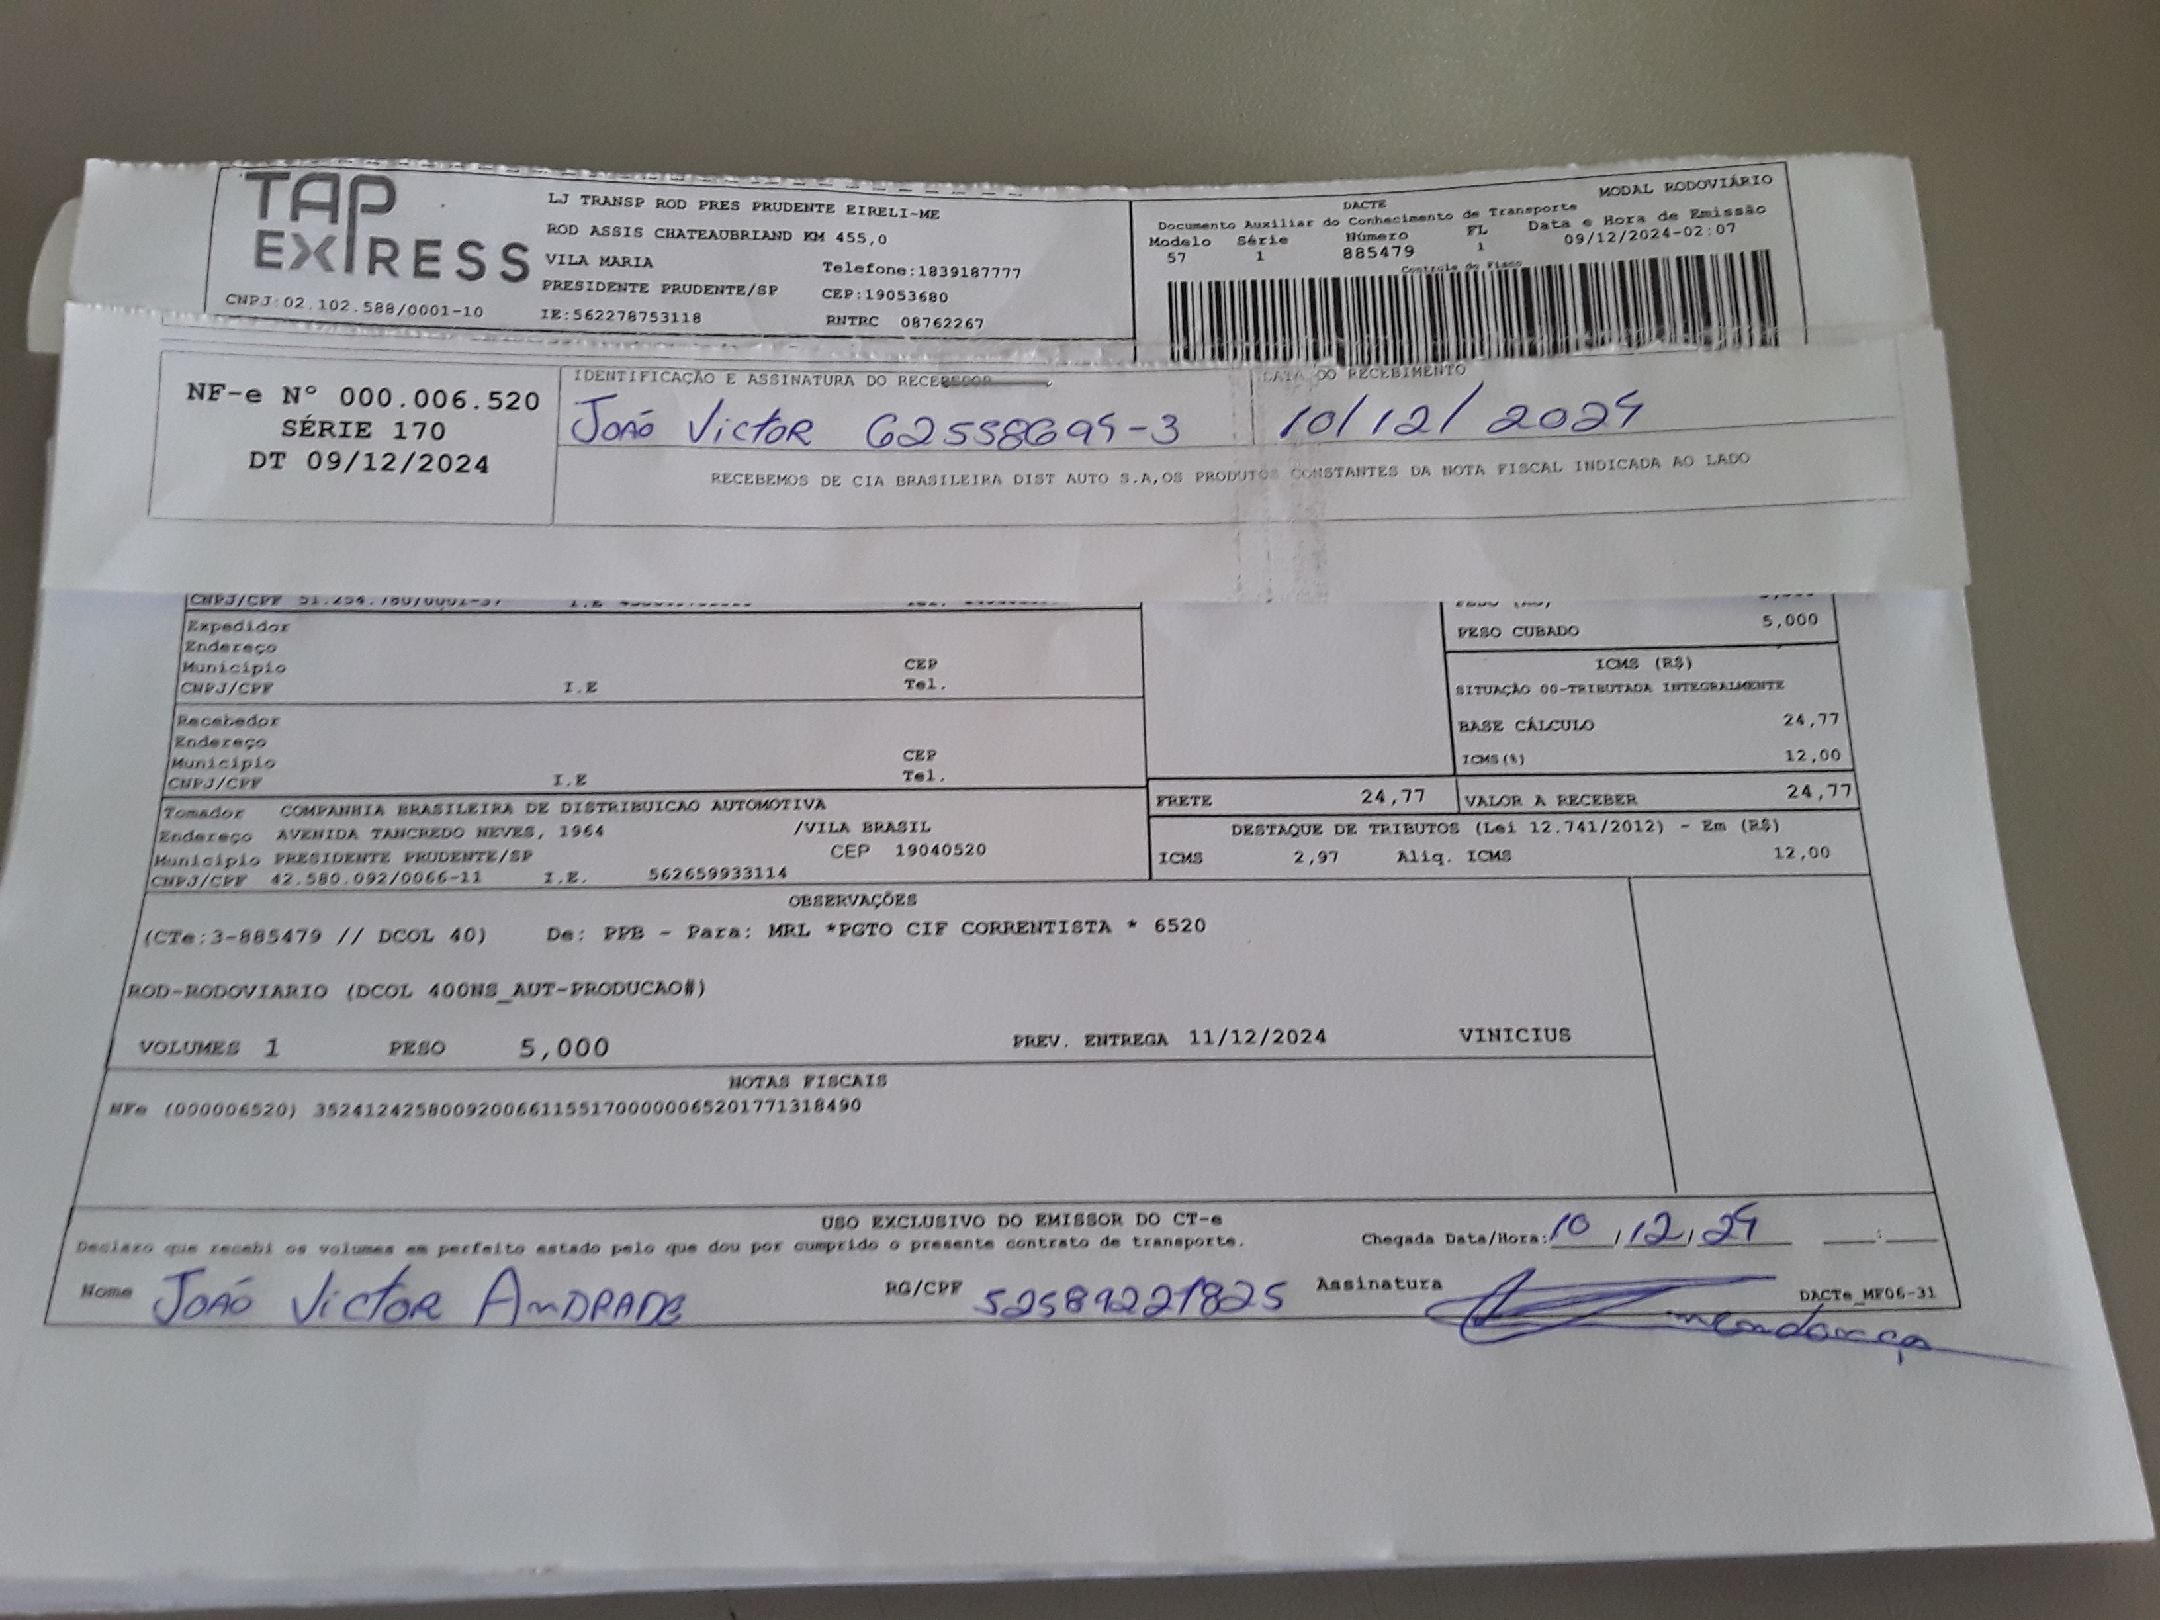 TAP EXPRESS
LJ TRANSP ROD PRES PRUDENTE EIRELI-ME
ROD ASSIS CHATEAUBRIAND KM 455,0
VILA MARIA Telefone:1839187777
PRESIDENTE PRUDENTE/SP CEP:19053680
CNPJ:02.102.588/0001-10 IE:562278753118 RNTRC 08762267
DACTE MODAL RODOVIÁRIO
Documento Auxiliar do Conhecimento de Transporte
Modelo Série Número FL Data e Hora de Emissão
57 1 885479 1 09/12/2024-02:07
Controle do Fisco
NF-e Nº 000.006.520
SÉRIE 170
DT 09/12/2024
IDENTIFICAÇÃO E ASSINATURA DO RECEBEDOR DATA DO RECEBIMENTO
João Victor 62558694-3 10/12/2024
RECEBEMOS DE CIA BRASILEIRA DIST AUTO S.A,OS PRODUTOS CONSTANTES DA NOTA FISCAL INDICADA AO LADO
CNPJ/CPF 51.254.780/0001-37 I.E
Expedidor
Endereço
Município CEP
CNPJ/CPF I.E Tel.
Recebedor
Endereço
Município CEP
CNPJ/CPF I.E Tel.
PESO CUBADO 5,000
ICMS (R$)
SITUAÇÃO 00-TRIBUTADA INTEGRALMENTE
BASE CÁLCULO 24,77
ICMS(%) 12,00
FRETE 24,77 VALOR A RECEBER 24,77
Tomador COMPANHIA BRASILEIRA DE DISTRIBUICAO AUTOMOTIVA
Endereço AVENIDA TANCREDO NEVES, 1964 /VILA BRASIL
Município PRESIDENTE PRUDENTE/SP CEP 19040520
CNPJ/CPF 42.580.092/0066-11 I.E. 562659933114
DESTAQUE DE TRIBUTOS (Lei 12.741/2012) - Em (R$)
ICMS 2,97 Aliq. ICMS 12,00
OBSERVAÇÕES
(CTe:3-885479 // DCOL 40) De: PPB - Para: MRL *PGTO CIF CORRENTISTA * 6520
ROD-RODOVIARIO (DCOL 400NS_AUT-PRODUCAO#)
VOLUMES 1 PESO 5,000 PREV. ENTREGA 11/12/2024 VINICIUS
NOTAS FISCAIS
NFe (000006520) 35241242580092006611551700000065201771318490
USO EXCLUSIVO DO EMISSOR DO CT-e
Declaro que recebi os volumes em perfeito estado pelo que dou por cumprido o presente contrato de transporte. Chegada Data/Hora: 10/12/24 :
Nome João Victor Andrade RG/CPF 52589221825 Assinatura DACTe_MF06-31